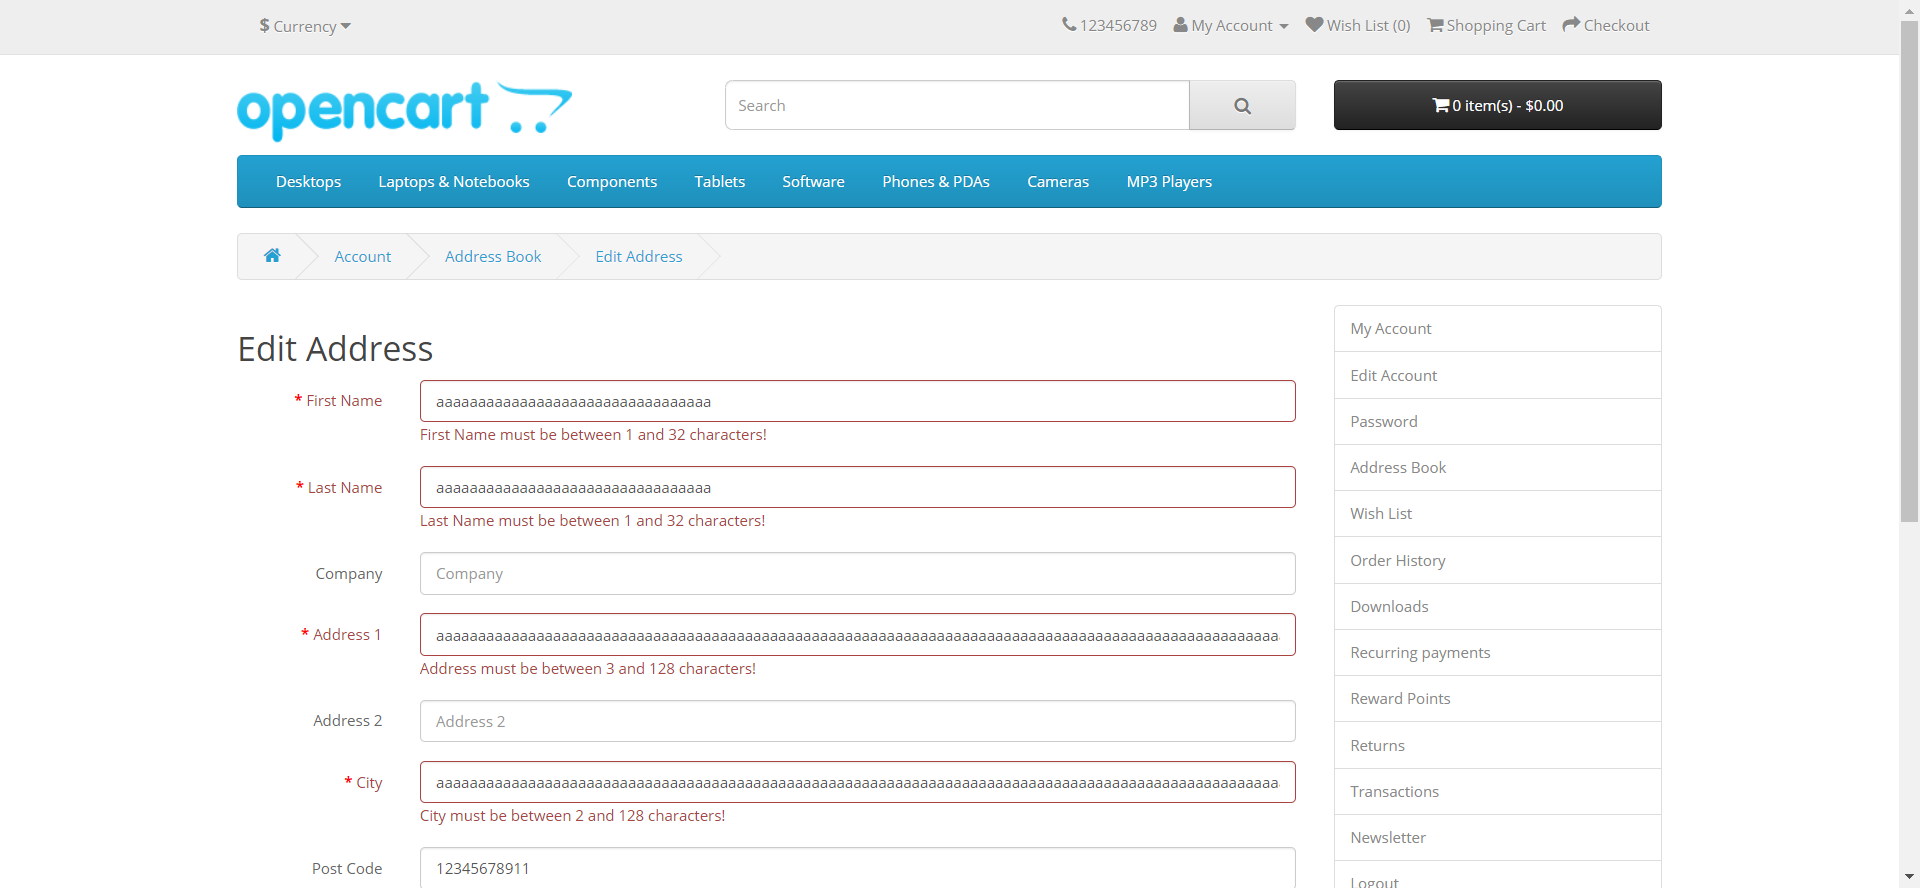 $ Currency
123456789 My Account Wish List (0) Shopping Cart Checkout
opencart
Search
0 item(s) - $0.00
Desktops Laptops & Notebooks Components Tablets Software Phones & PDAs Cameras MP3 Players
Account Address Book Edit Address
Edit Address
* First Name aaaaaaaaaaaaaaaaaaaaaaaaaaaaaaaaa
First Name must be between 1 and 32 characters!
* Last Name aaaaaaaaaaaaaaaaaaaaaaaaaaaaaaaaa
Last Name must be between 1 and 32 characters!
Company Company
* Address 1
Address must be between 3 and 128 characters!
Address 2 Address 2
* City
City must be between 2 and 128 characters!
Post Code 12345678911
My Account
Edit Account
Password
Address Book
Wish List
Order History
Downloads
Recurring payments
Reward Points
Returns
Transactions
Newsletter
Logout